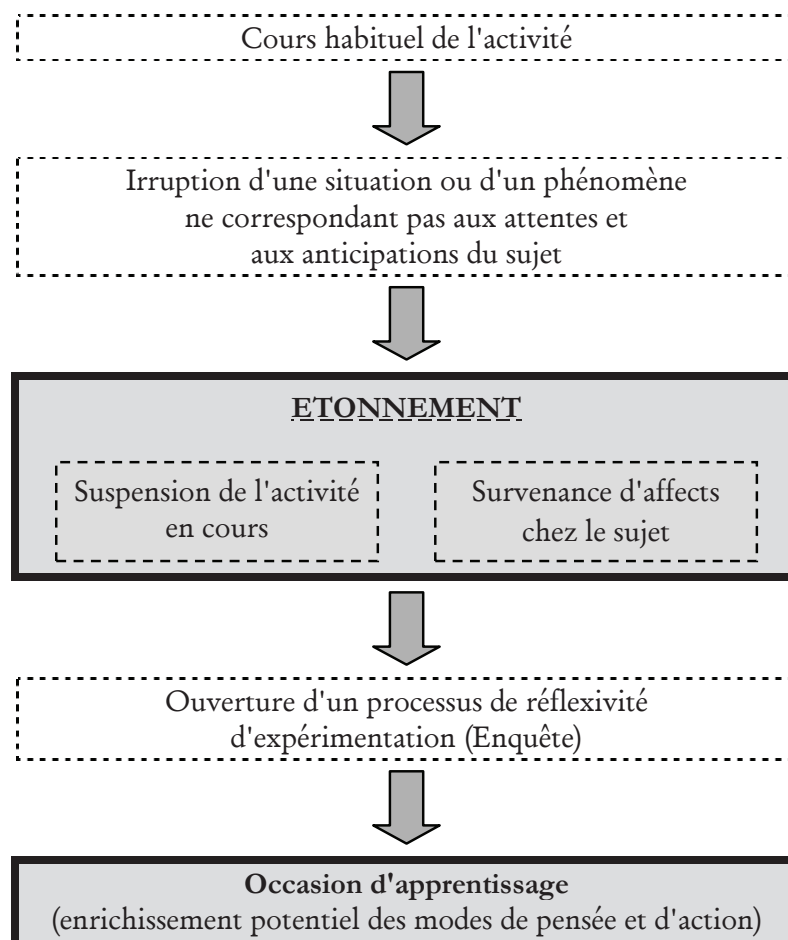 Cours habituel de l'activité
Irruption d'une situation ou d'un phénomène
ne correspondant pas aux attentes et
aux anticipations du sujet
ETONNEMENT
Suspension de l'activité
en cours
Survenance d'affects
chez le sujet
Ouverture d'un processus de réflexivité
d'expérimentation (Enquête)
Occasion d'apprentissage
(enrichissement potentiel des modes de pensée et d'action)